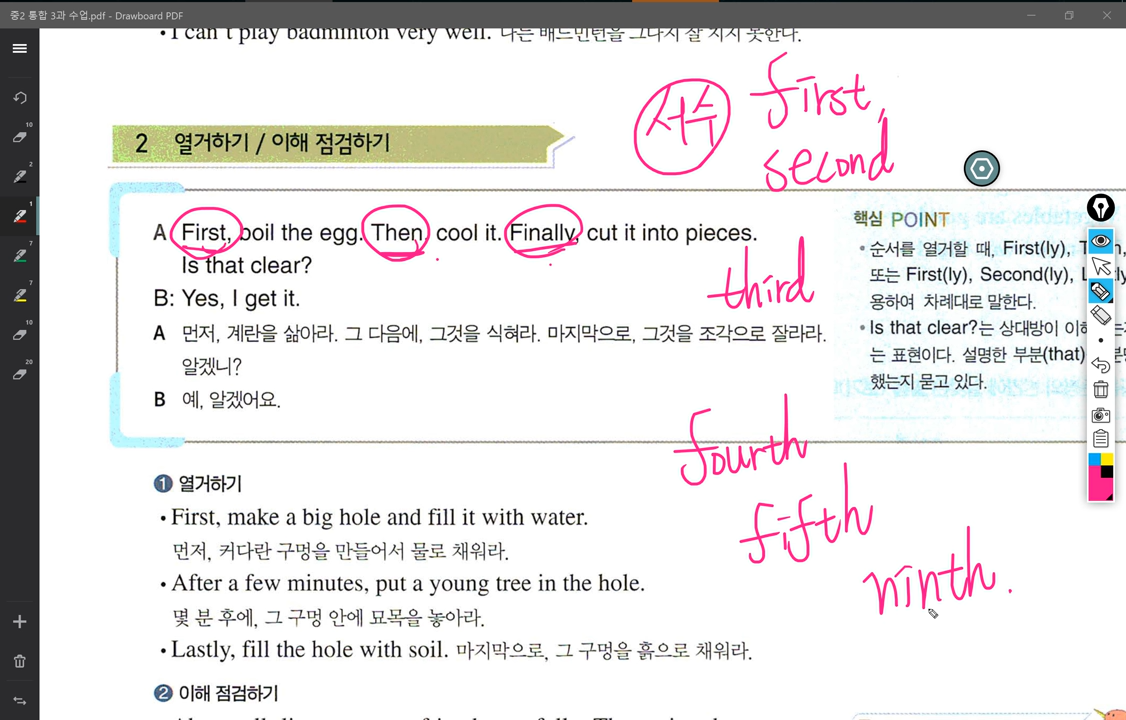 중2 통합 3과 수업.pdf - Drawboard PDF
• I can't play badminton very well. 나는 배드민턴을 그다지 잘 치지 못한다.
서수 first,
second
third
fourth
fifth
ninth.
2 열거하기 / 이해 점검하기
A First, boil the egg. Then, cool it. Finally, cut it into pieces.
Is that clear?
B: Yes, I get it.
A 먼저, 계란을 삶아라. 그 다음에, 그것을 식혀라. 마지막으로, 그것을 조각으로 잘라라.
알겠니?
B 예, 알겠어요.
핵심 POINT
• 순서를 열거할 때, First(ly),
또는 First(ly), Second(ly),
용하여 차례대로 말한다.
• Is that clear?는 상대방이
는 표현이다. 설명한 부분(that)
했는지 묻고 있다.
1 열거하기
• First, make a big hole and fill it with water.
먼저, 커다란 구멍을 만들어서 물로 채워라.
• After a few minutes, put a young tree in the hole.
몇 분 후에, 그 구멍 안에 묘목을 놓아라.
• Lastly, fill the hole with soil. 마지막으로, 그 구멍을 흙으로 채워라.
2 이해 점검하기
10
2
1
7
7
10
20